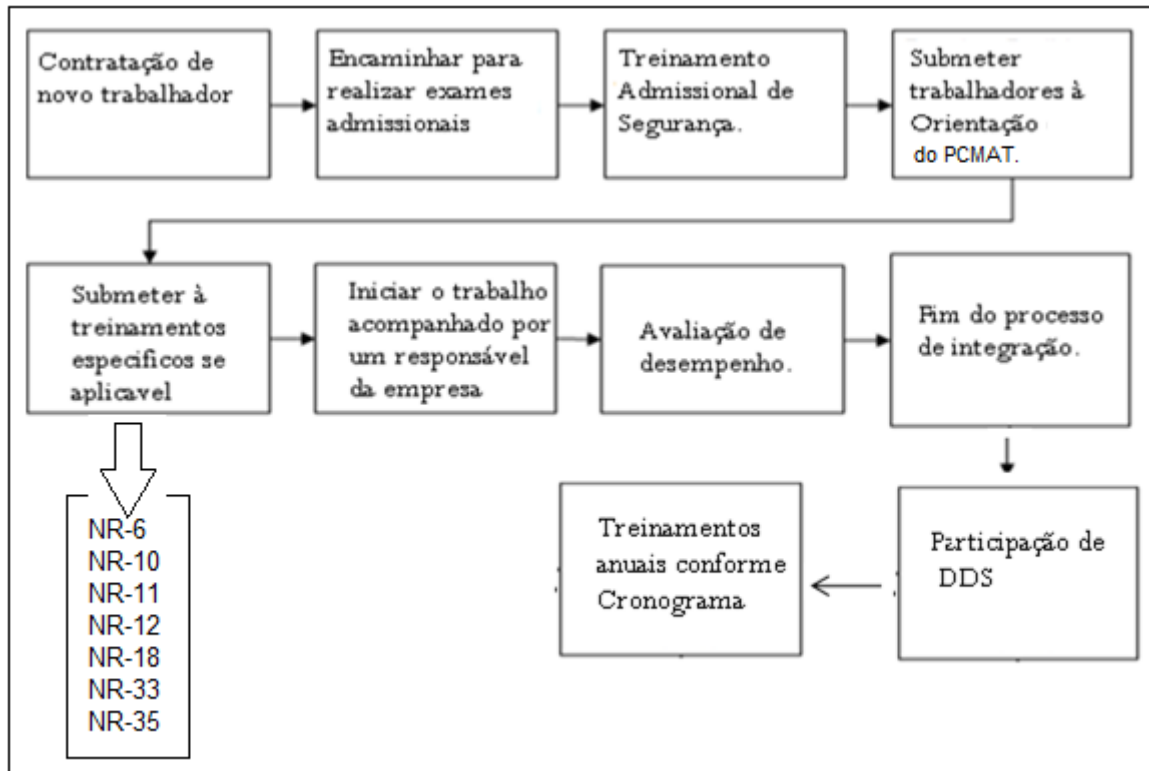 Contratação de
novo trabalhador
Encaminhar para
realizar exames
admissionais
Treinamento
Admissional de
Segurança.
Submeter
trabalhadores à
Orientação
do PCMAT.
Submeter à
treinamentos
especificos se
aplicavel
Iniciar o trabalho
acompanhado por
um responsável
da empresa
Avaliação de
desempenho.
Fim do processo
de integração.
NR-6
NR-10
NR-11
NR-12
NR-18
NR-33
NR-35
Treinamentos
anuais conforme
Cronograma
Participação de
DDS